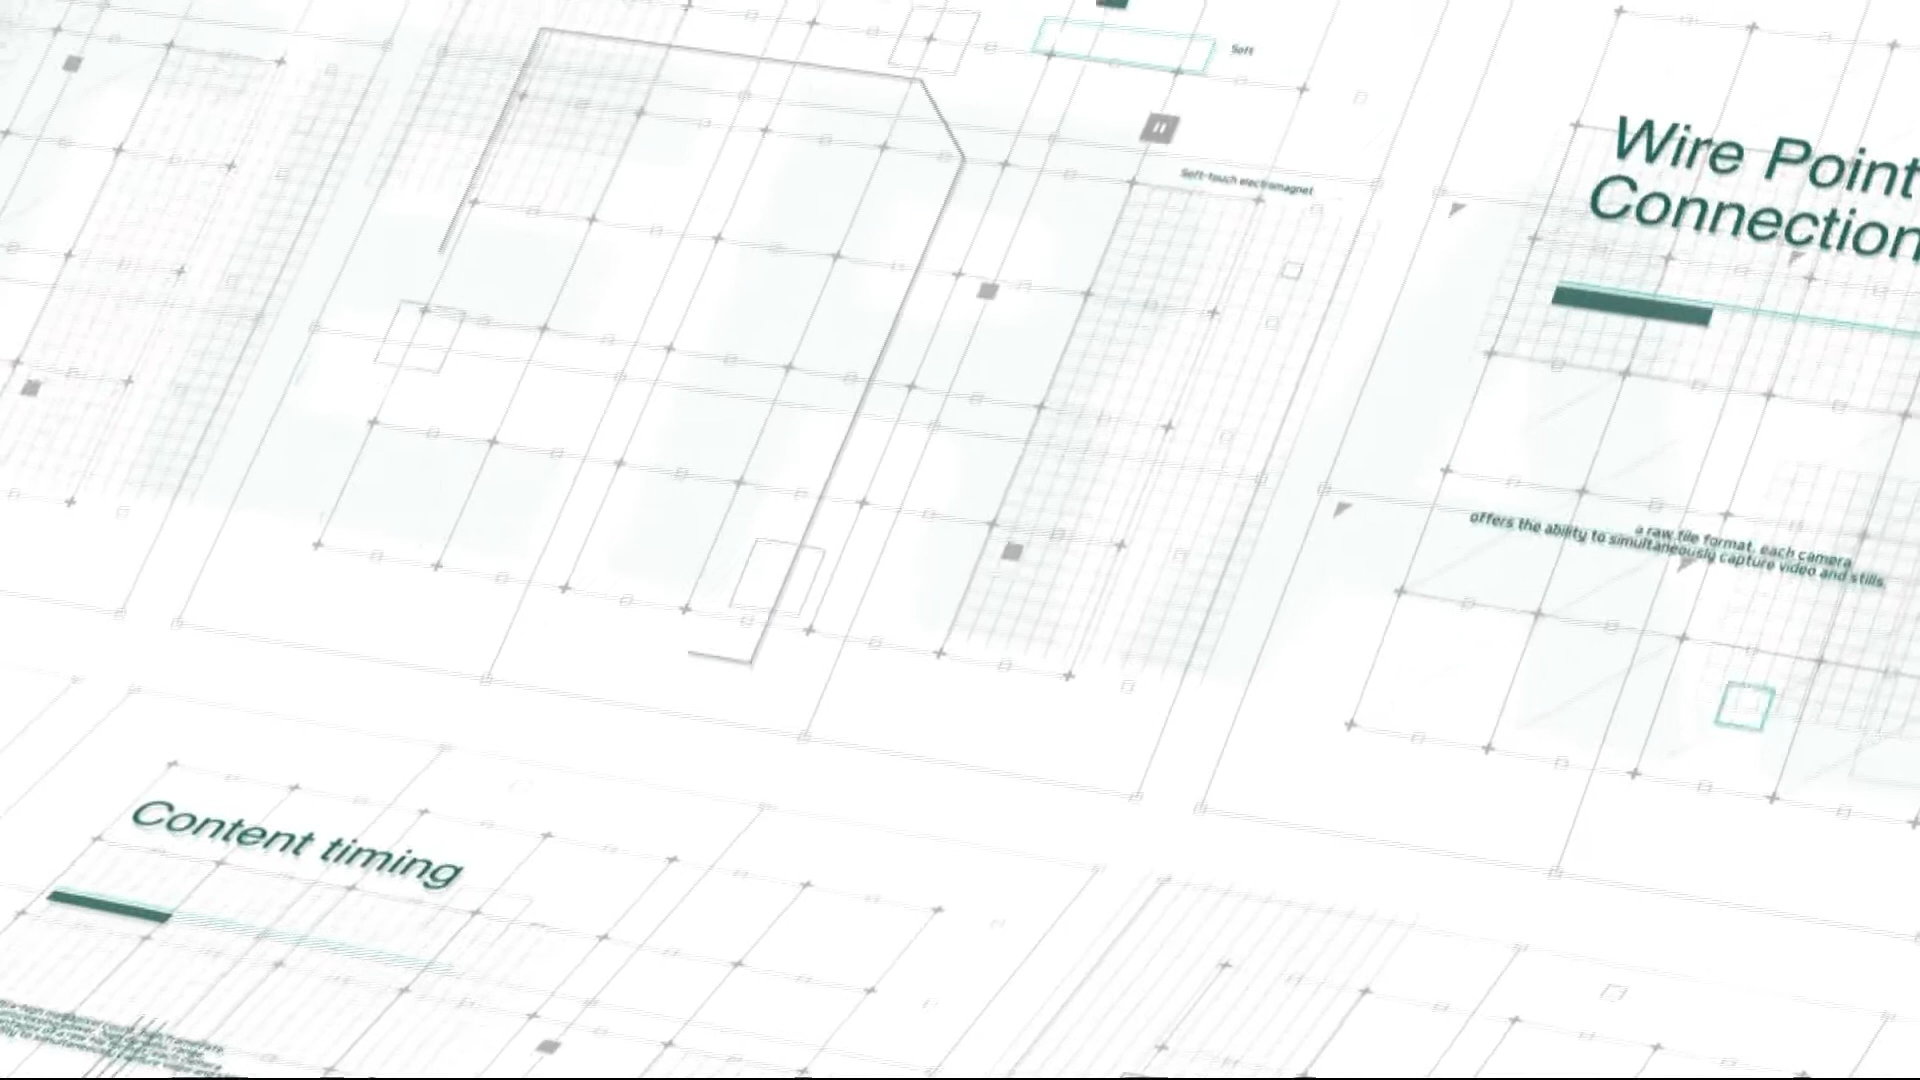 Soft
Soft-touch electromagnet
Wire Point
Connection
a raw file format, each camera
offers the ability to simultaneously capture video and stills
Content timing